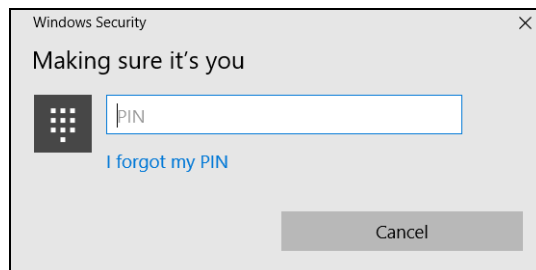 Windows Security
Making sure it's you
PIN
I forgot my PIN
Cancel